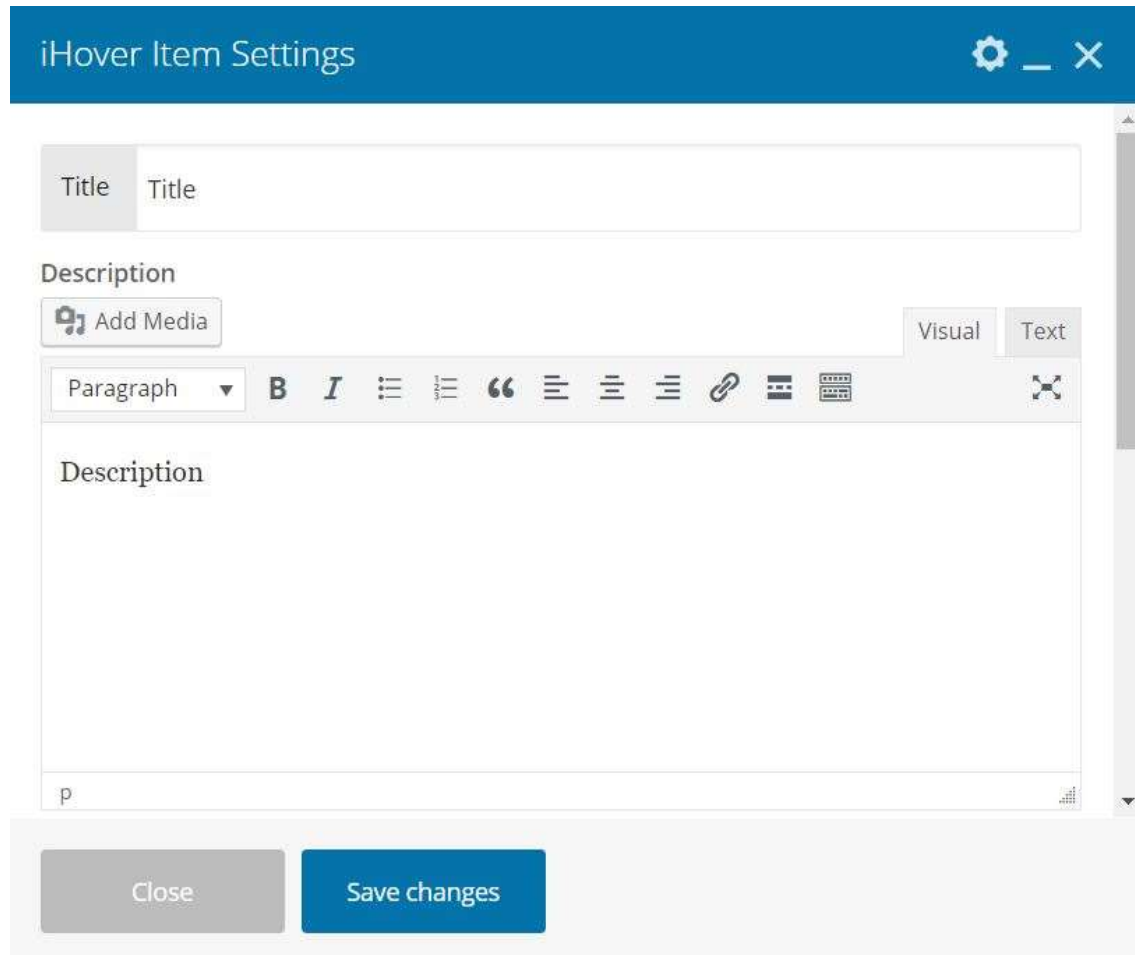 iHover Item Settings
Title Title
Description
Add Media
Visual Text
Paragraph
Description
p
Close Save changes